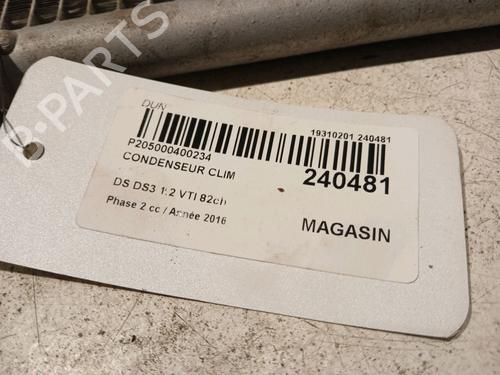 DUN
19310201 240481
P205000400234
CONDENSEUR CLIM
240481
DS DS3 1.2 VTI 82ch
Phase 2 cc / Année 2016
MAGASIN
B-PARTS